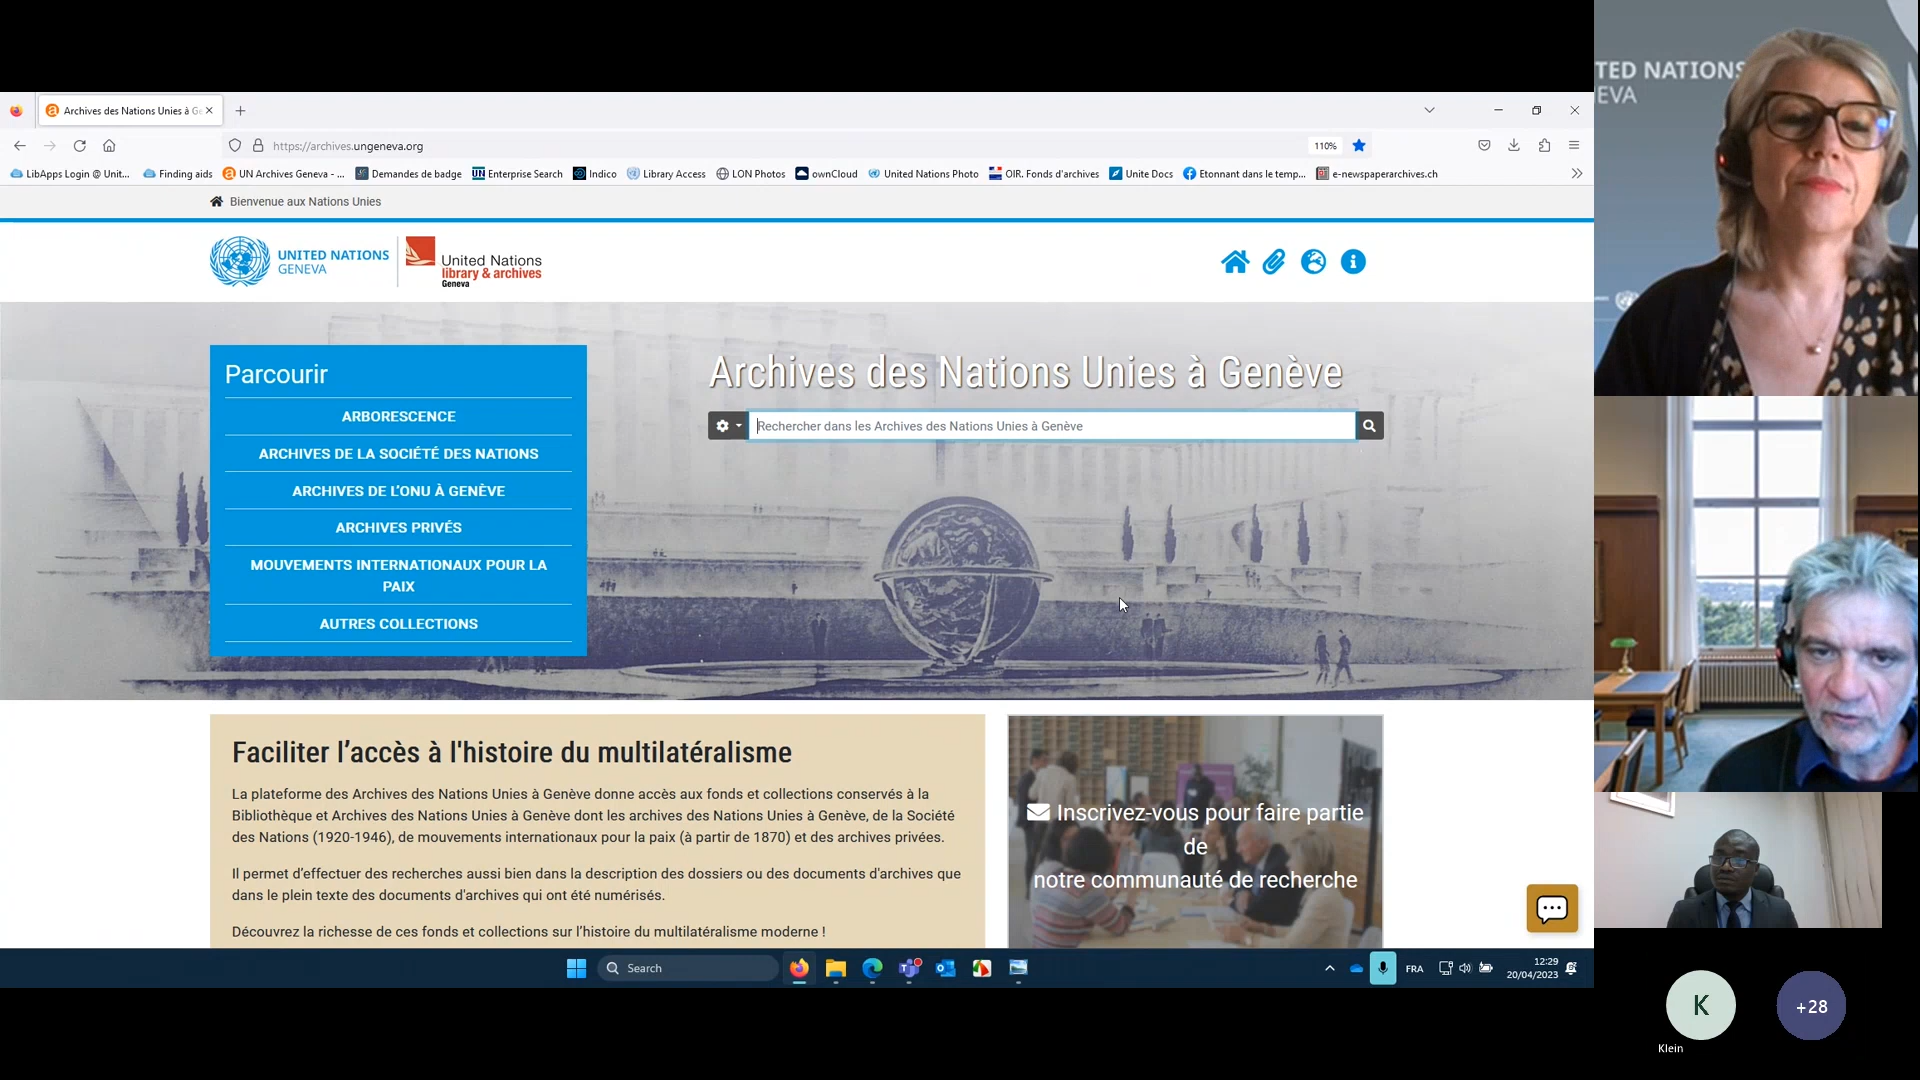 Archives des Nations Unies à Ge
https://archives.ungeneva.org
110%
LibApps Login @ Unit...
Finding aids
UN Archives Geneva - ...
Demandes de badge
UN Enterprise Search
Indico
Library Access
LON Photos
ownCloud
United Nations Photo
OIR. Fonds d'archives
Unite Docs
Etonnant dans le temp...
e-newspaperarchives.ch
Bienvenue aux Nations Unies
UNITED NATIONS
GENEVA
United Nations
library & archives
Geneva
Parcourir
ARBORESCENCE
ARCHIVES DE LA SOCIÉTÉ DES NATIONS
ARCHIVES DE L'ONU À GENÈVE
ARCHIVES PRIVÉS
MOUVEMENTS INTERNATIONAUX POUR LA
PAIX
AUTRES COLLECTIONS
Archives des Nations Unies à Genève
Rechercher dans les Archives des Nations Unies à Genève
Faciliter l’accès à l'histoire du multilatéralisme
La plateforme des Archives des Nations Unies à Genève donne accès aux fonds et collections conservés à la
Bibliothèque et Archives des Nations Unies à Genève dont les archives des Nations Unies à Genève, de la Société
des Nations (1920-1946), de mouvements internationaux pour la paix (à partir de 1870) et des archives privées.
Il permet d’effectuer des recherches aussi bien dans la description des dossiers ou des documents d'archives que
dans le plein texte des documents d'archives qui ont été numérisés.
Découvrez la richesse de ces fonds et collections sur l’histoire du multilatéralisme moderne !
Inscrivez-vous pour faire partie
de
notre communauté de recherche
Search
FRA
12:29
20/04/2023
TED NATIONS
EVA
K
Klein
+28